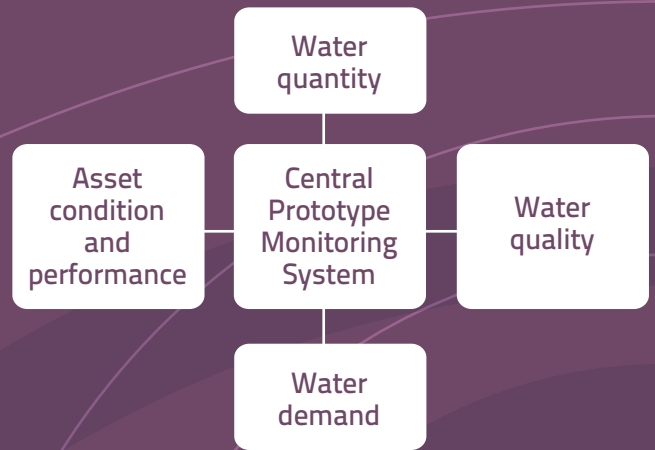 Water
quantity
Asset
condition
and
performance
Central
Prototype
Monitoring
System
Water
quality
Water
demand